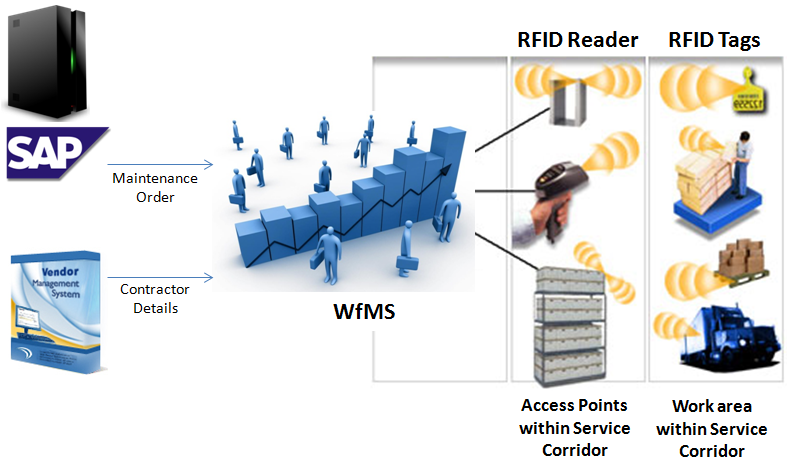 RFID Reader
RFID Tags
SAP
Maintenance
Order
Vendor
Management
System
Contractor
Details
WfMS
Access Points
within Service
Corridor
Work area
within Service
Corridor